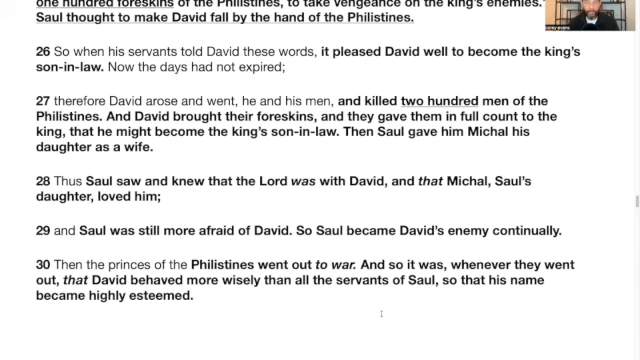 one hundred foreskins of the Philistines, to take vengeance on the king's enemies.
Saul thought to make David fall by the hand of the Philistines.
26 So when his servants told David these words, it pleased David well to become the king's
son-in-law. Now the days had not expired;
27 therefore David arose and went, he and his men, and killed two hundred men of the
Philistines. And David brought their foreskins, and they gave them in full count to the
king, that he might become the king's son-in-law. Then Saul gave him Michal his
daughter as a wife.
28 Thus Saul saw and knew that the Lord was with David, and that Michal, Saul's
daughter, loved him;
29 and Saul was still more afraid of David. So Saul became David's enemy continually.
30 Then the princes of the Philistines went out to war. And so it was, whenever they went
out, that David behaved more wisely than all the servants of Saul, so that his name
became highly esteemed.